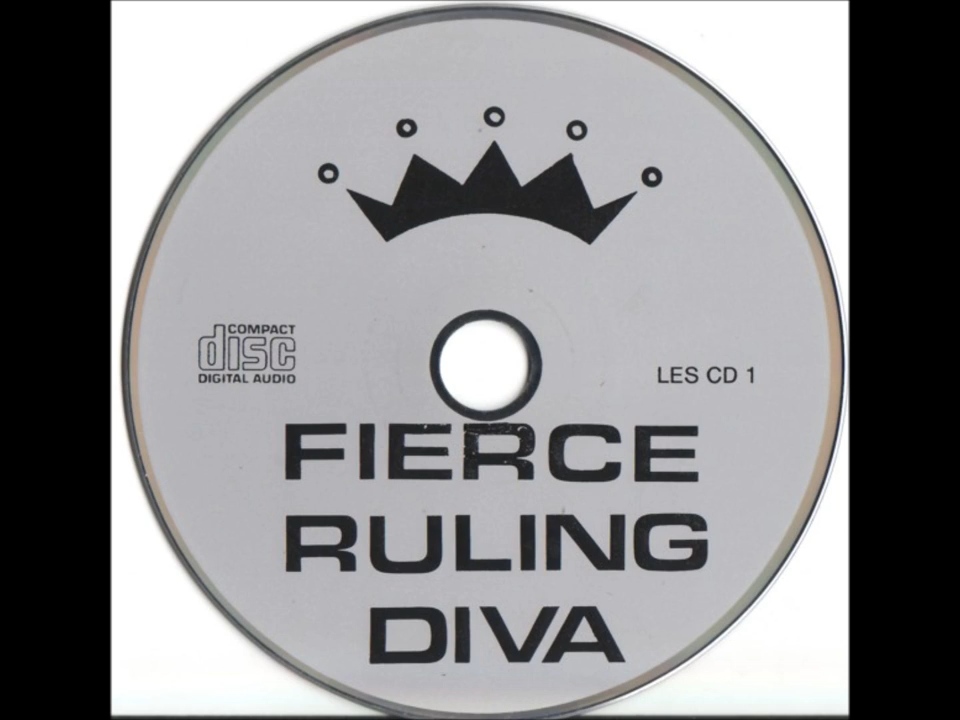 COMPACT
disc
DIGITAL AUDIO
LES CD 1
FIERCE
RULING
DIVA